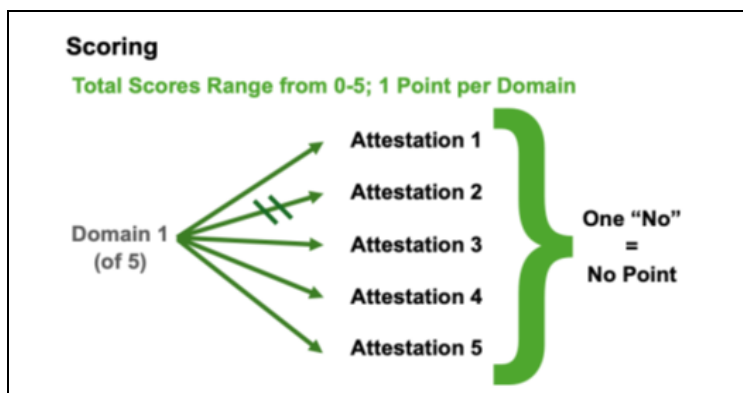 Scoring
Total Scores Range from 0-5; 1 Point per Domain
Attestation 1
Attestation 2
Domain 1
(of 5)
Attestation 3
Attestation 4
Attestation 5
One “No”
=
No Point